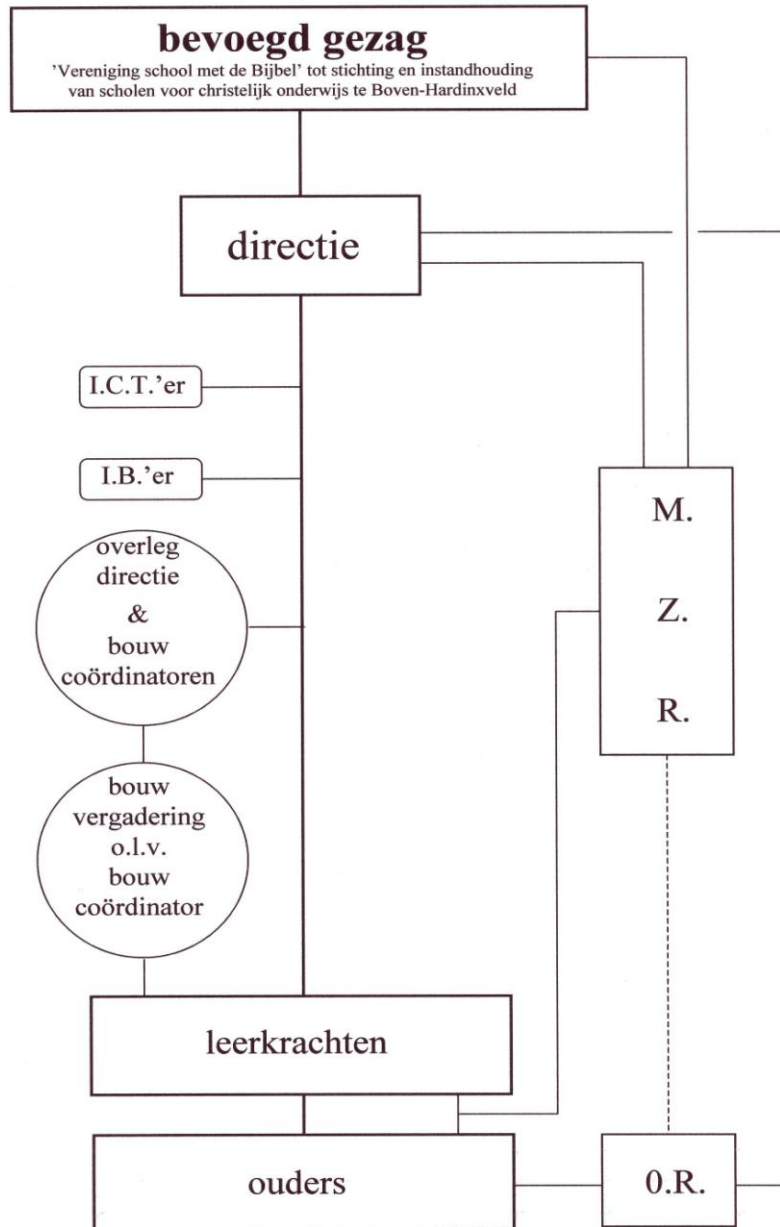 bevoegd gezag
'Vereniging school met de Bijbel' tot stichting en instandhouding
van scholen voor christelijk onderwijs te Boven-Hardinxveld
directie
I.C.T.'er
I.B.'er
overleg
directie
&
bouw
coördinatoren
M.
Z.
R.
bouw
vergadering
o.l.v.
bouw
coördinator
leerkrachten
ouders
0.R.